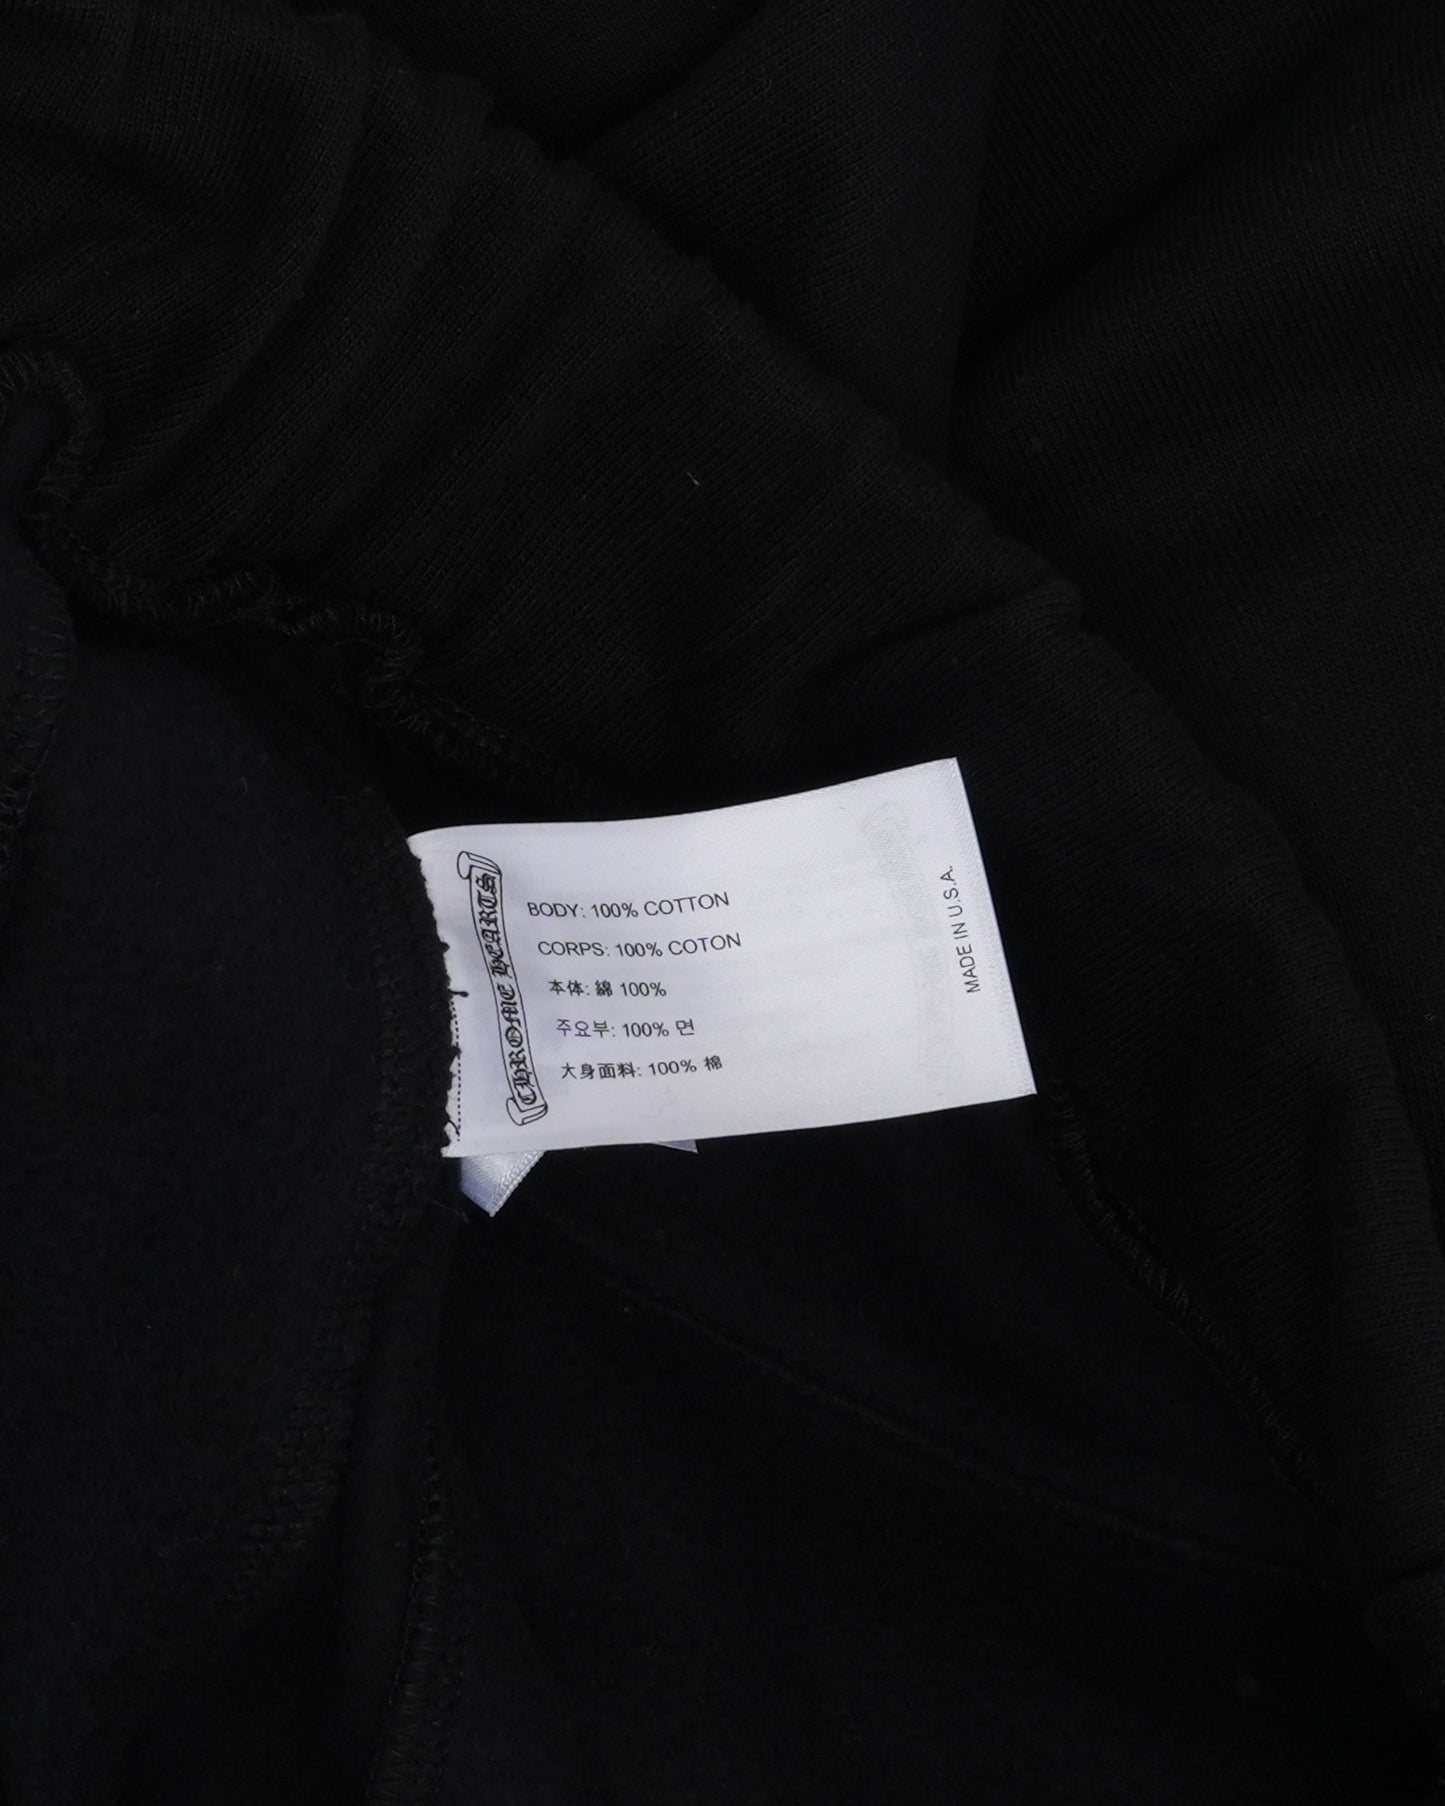 CHROME HEARTS
BODY: 100% COTTON
CORPS: 100% COTON
本体: 綿 100%
주요부: 100% 면
大身面料: 100% 棉
MADE IN U.S.A.